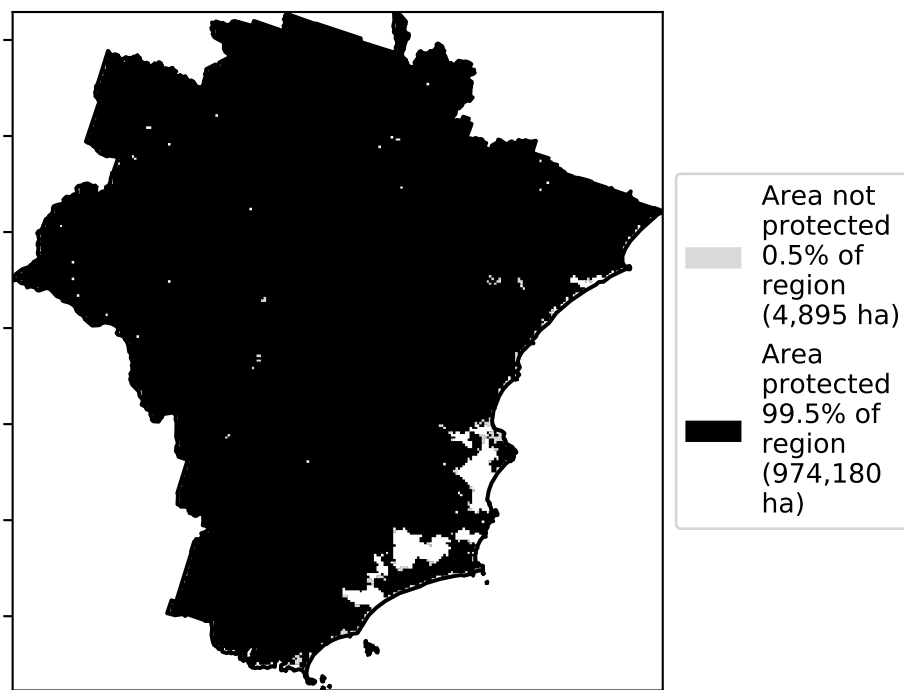 Area not
protected
0.5% of
region
(4,895 ha)
Area
protected
99.5% of
region
(974,180
ha)